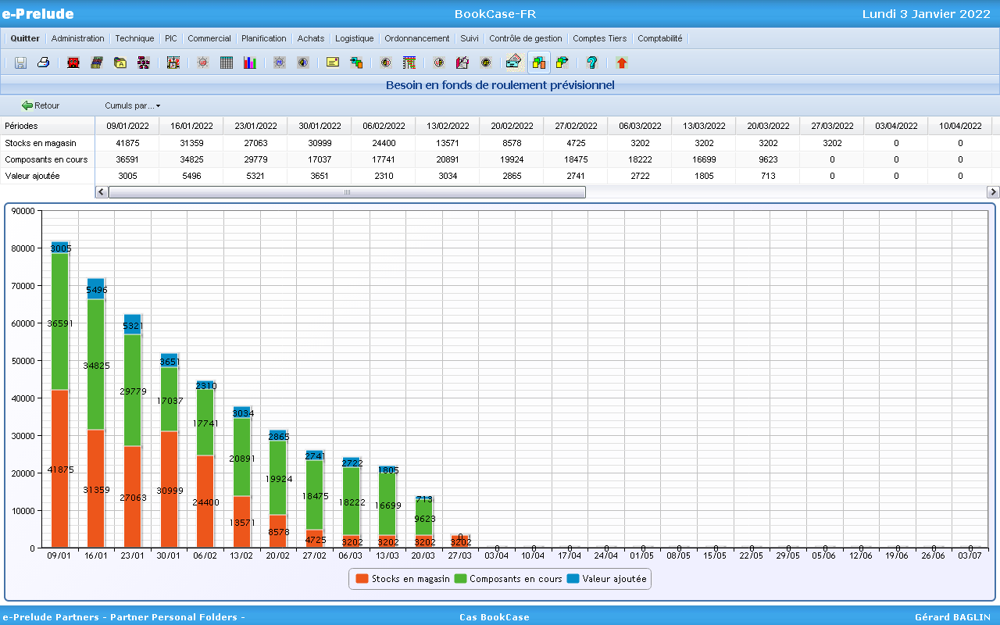 e-Prelude BookCase-FR Lundi 3 Janvier 2022
Quitter Administration Technique PIC Commercial Planification Achats Logistique Ordonnancement Suivi Contrôle de gestion Comptes Tiers Comptabilité
Besoin en fonds de roulement prévisionnel
Retour Cumuls par...
Périodes 09/01/2022 16/01/2022 23/01/2022 30/01/2022 06/02/2022 13/02/2022 20/02/2022 27/02/2022 06/03/2022 13/03/2022 20/03/2022 27/03/2022 03/04/2022 10/04/2022
Stocks en magasin 41875 31359 27063 30999 24400 13571 8578 4725 3202 3202 3202 3202 0 0
Composants en cours 36591 34825 29779 17037 17741 20891 19924 18475 18222 16699 9623 0 0 0
Valeur ajoutée 3005 5496 5321 3651 2310 3034 2865 2741 2722 1805 713 0 0 0
90000
80000
70000
60000
50000
40000
30000
20000
10000
0
3005 5496 5321 3651 2310 3034 2865 2741 2722 1805 713 0 0 0 0 0 0 0 0 0 0 0 0 0 0 0
36591 34825 29779 17037 17741 20891 19924 18475 18222 16699 9623
41875 31359 27063 30999 24400 13571 8578 4725 3202 3202 3202 3202
09/01 16/01 23/01 30/01 06/02 13/02 20/02 27/02 06/03 13/03 20/03 27/03 03/04 10/04 17/04 24/04 01/05 08/05 15/05 22/05 29/05 05/06 12/06 19/06 26/06 03/07
Stocks en magasin Composants en cours Valeur ajoutée
e-Prelude Partners - Partner Personal Folders - Cas BookCase Gérard BAGLIN